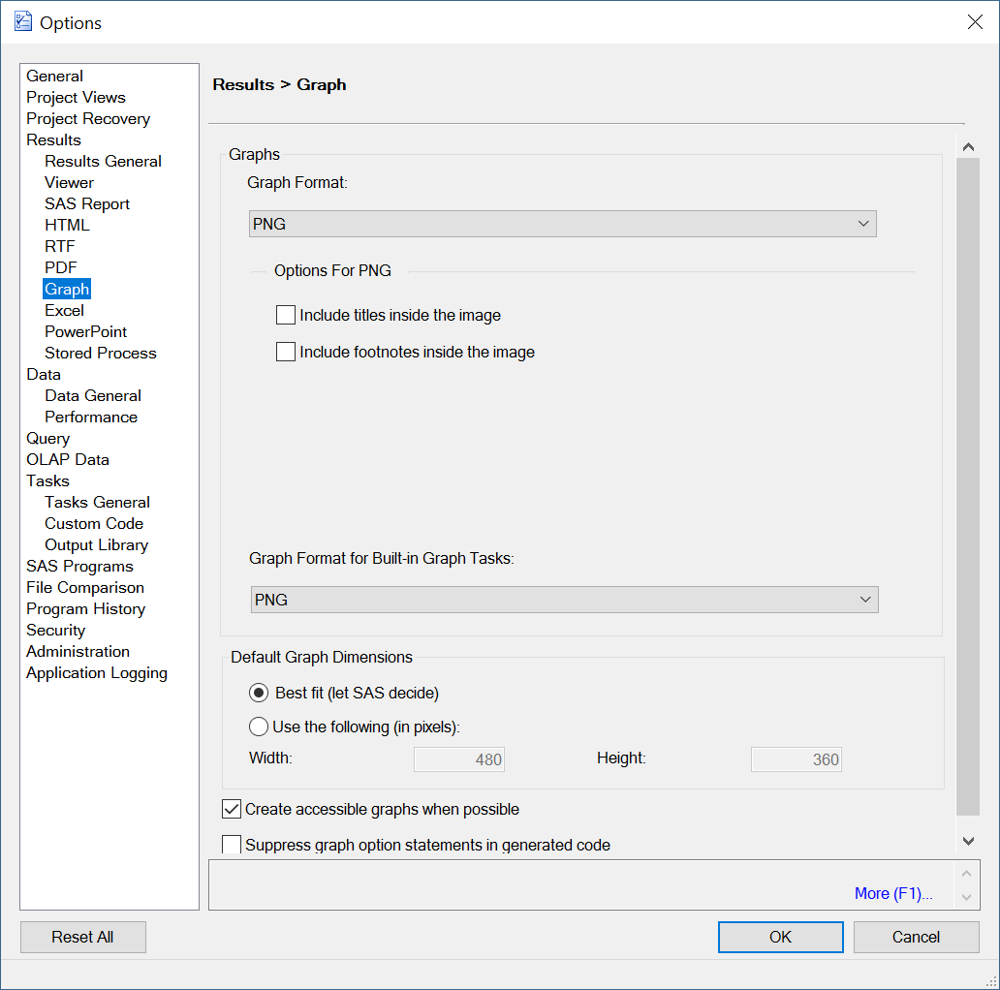 Options
General
Project Views
Project Recovery
Results
Results General
Viewer
SAS Report
HTML
RTF
PDF
Graph
Excel
PowerPoint
Stored Process
Data
Data General
Performance
Query
OLAP Data
Tasks
Tasks General
Custom Code
Output Library
SAS Programs
File Comparison
Program History
Security
Administration
Application Logging
Results > Graph
Graphs
Graph Format:
PNG
Options For PNG
Include titles inside the image
Include footnotes inside the image
Graph Format for Built-in Graph Tasks:
PNG
Default Graph Dimensions
Best fit (let SAS decide)
Use the following (in pixels):
Width: 480 Height: 360
Create accessible graphs when possible
Suppress graph option statements in generated code
More (F1)...
Reset All OK Cancel